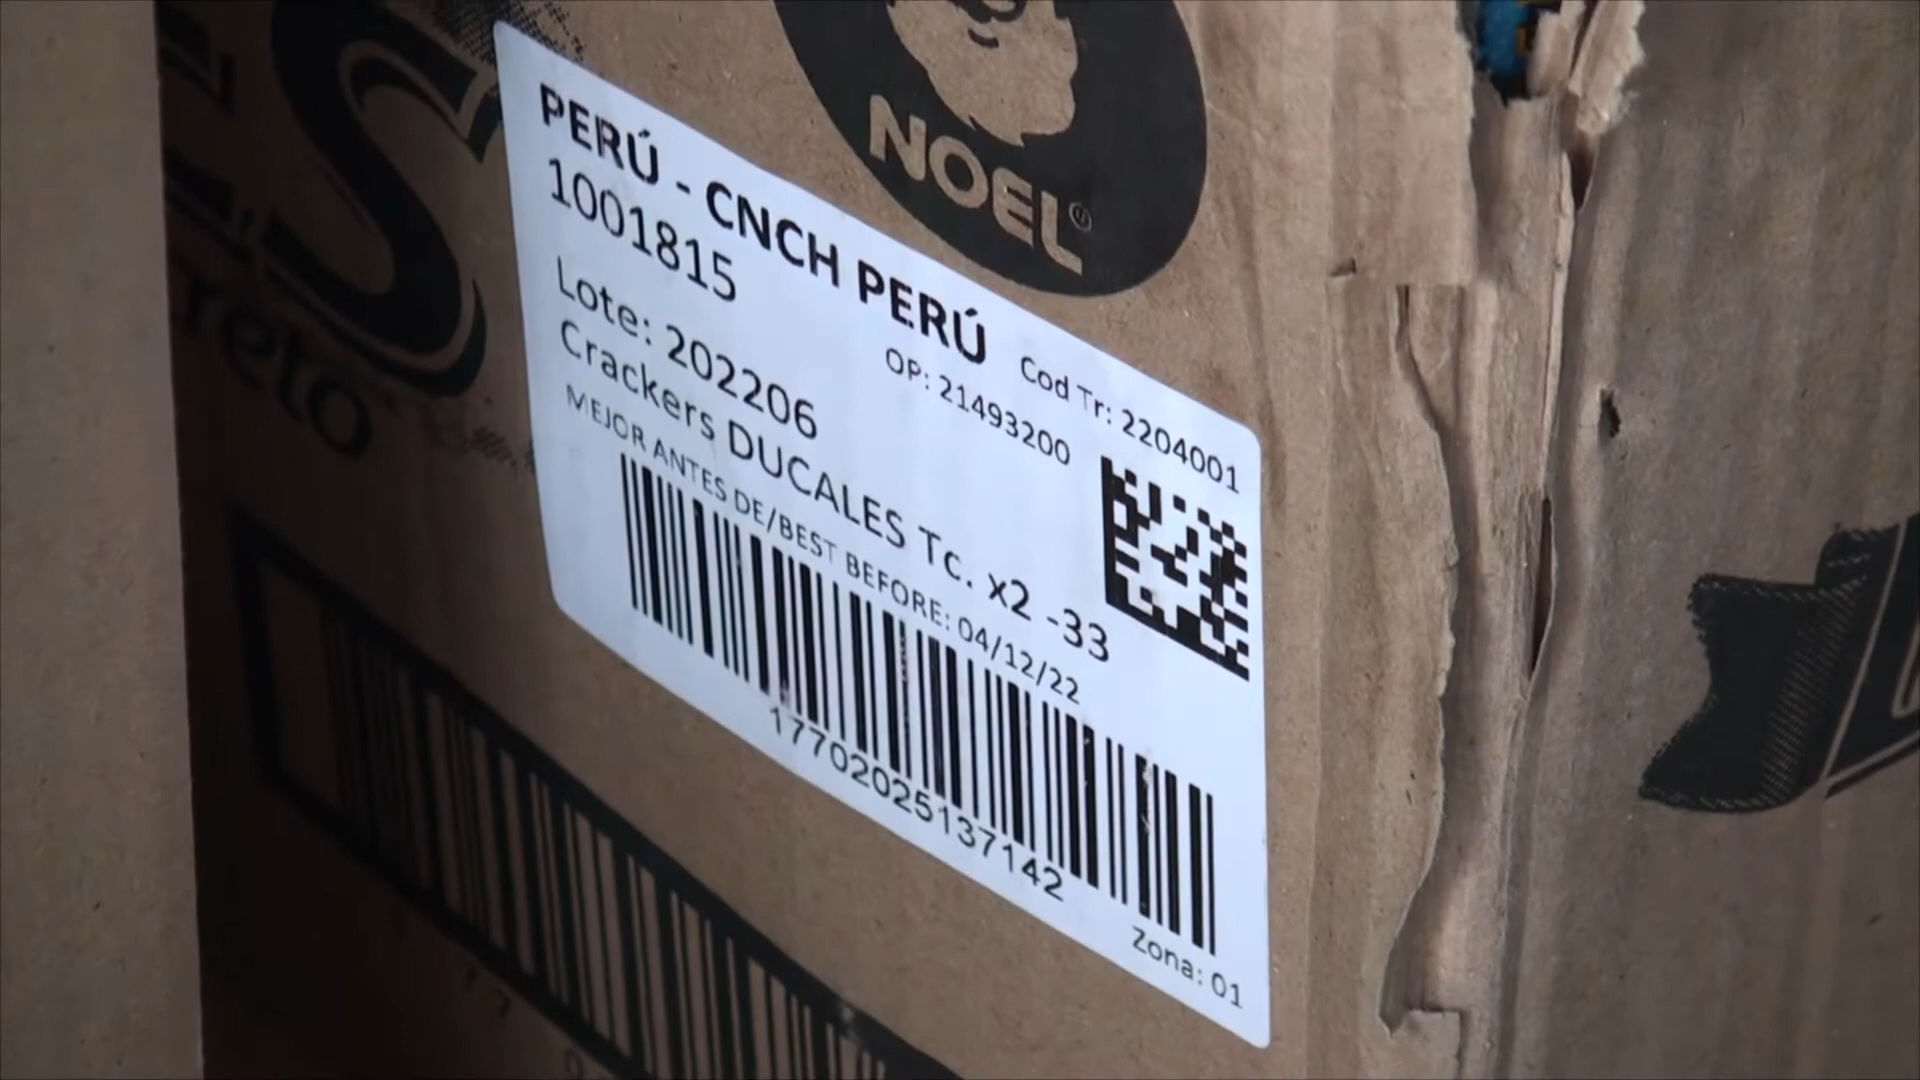 NOEL®
PERÚ - CNCH PERÚ
1001815
Cod Tr: 2204001
Lote: 202206
OP: 21493200
Crackers DUCALES Tc. x2 -33
MEJOR ANTES DE/BEST BEFORE: 04/12/22
17702025137142
Zona: 01